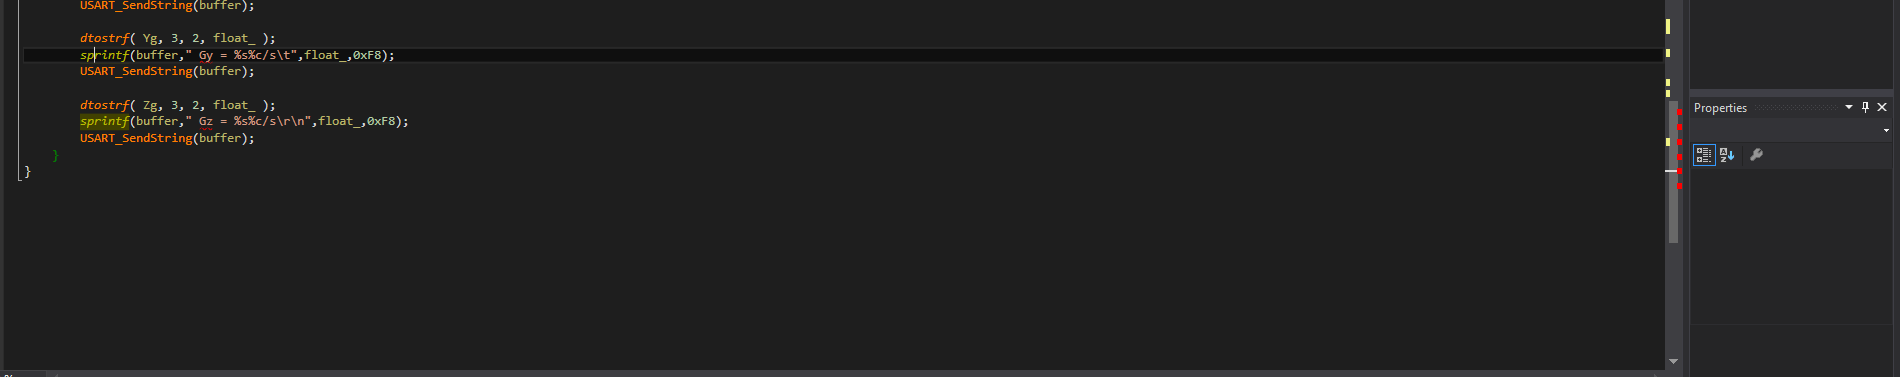 USART_SendString(buffer);
dtostrf( Yg, 3, 2, float_ );
sprintf(buffer," Gy = %s%c/s\t",float_,0xF8);
USART_SendString(buffer);
dtostrf( Zg, 3, 2, float_ );
sprintf(buffer," Gz = %s%c/s\r\n",float_,0xF8);
USART_SendString(buffer);
}
}
Properties